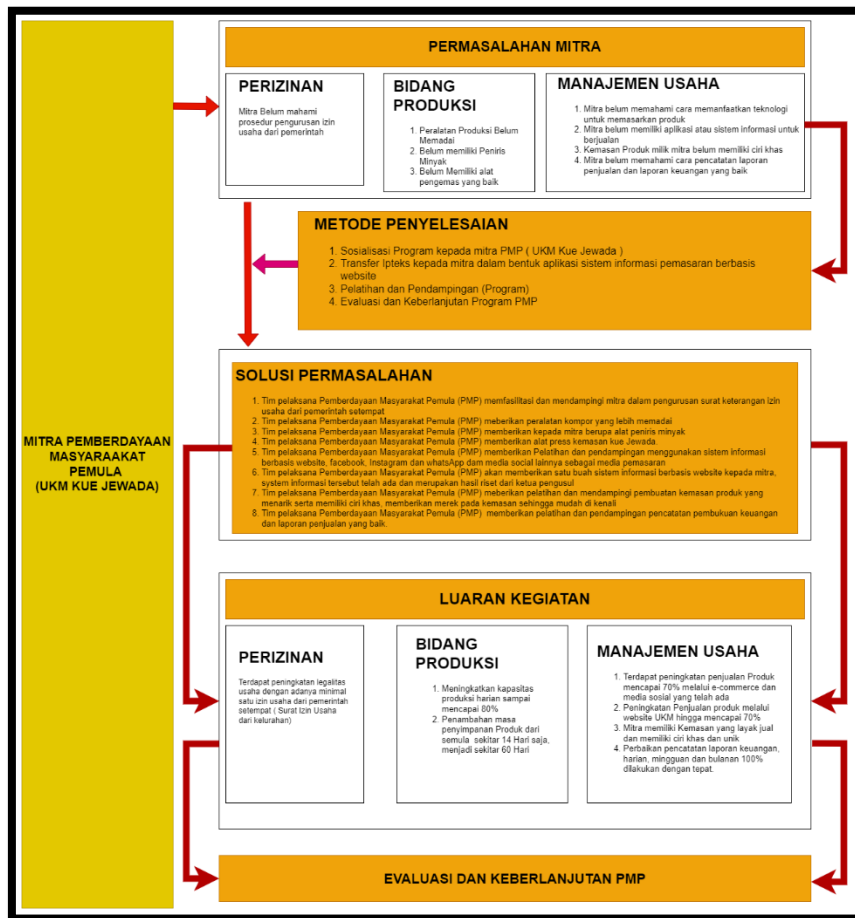 MITRA PEMBERDAYAAN
MASYARAAKAT
PEMULA
(UKM KUE JEWADA)
PERMASALAHAN MITRA
PERIZINAN
Mitra Belum mahami
prosedur pengurusan izin
usaha dari pemerintah
BIDANG
PRODUKSI
1. Peralatan Produksi Belum
Memadai
2. Belum memiliki Peniris
Minyak
3. Belum Memiliki alat
pengemas yang baik
MANAJEMEN USAHA
1. Mitra belum memahami cara memanfaatkan teknologi
untuk memasarkan produk
2. Mitra belum memiliki aplikasi atau sistem informasi untuk
berjualan
3. Kemasan Produk milik mitra belum memiliki ciri khas
4. Mitra belum memahami cara pencatatan laporan
penjualan dan laporan keuangan yang baik
METODE PENYELESAIAN
1. Sosialisasi Program kepada mitra PMP ( UKM Kue Jewada )
2. Transfer Ipteks kepada mitra dalam bentuk aplikasi sistem informasi pemasaran berbasis
website
3. Pelatihan dan Pendampingan (Program)
4. Evaluasi dan Keberlanjutan Program PMP
SOLUSI PERMASALAHAN
1. Tim pelaksana Pemberdayaan Masyarakat Pemula (PMP) memfasilitasi dan mendampingi mitra dalam pengurusan surat keterangan izin
usaha dari pemerintah setempat
2. Tim pelaksana Pemberdayaan Masyarakat Pemula (PMP) meberikan peralatan kompor yang lebih memadai
3. Tim pelaksana Pemberdayaan Masyarakat Pemula (PMP) memberikan kepada mitra berupa alat peniris minyak
4. Tim pelaksana Pemberdayaan Masyarakat Pemula (PMP) memberikan alat press kemasan kue Jewada.
5. Tim pelaksana Pemberdayaan Masyarakat Pemula (PMP) memberikan Pelatihan dan pendampingan menggunakan sistem informasi
berbasis website, facebook, Instagram dan whatsApp dam media social lainnya sebagai media pemasaran
6. Tim pelaksana Pemberdayaan Masyarakat Pemula (PMP) akan memberikan satu buah sistem informasi berbasis website kepada mitra,
system informasi tersebut telah ada dan merupakan hasil riset dari ketua pengusul
7. Tim pelaksana Pemberdayaan Masyarakat Pemula (PMP) meberikan pelatihan dan mendampingi pembuatan kemasan produk yang
menarik serta memiliki ciri khas, memberikan merek pada kemasan sehingga mudah di kenali
8. Tim pelaksana Pemberdayaan Masyarakat Pemula (PMP) memberikan pelatihan dan pendampingan pencatatan pembukuan keuangan
dan laporan penjualan yang baik.
LUARAN KEGIATAN
PERIZINAN
Terdapat peningkatan legalitas
usaha dengan adanya minimal
satu izin usaha dari pemerintah
setempat ( Surat Izin Usaha
dari kelurahan)
BIDANG
PRODUKSI
1. Meningkatkan kapasitas
produksi harian sampai
mencapai 80%
2. Penambahan masa
penyimpanan Produk dari
semula sekitar 14 Hari saja,
menjadi sekitar 60 Hari
MANAJEMEN USAHA
1. Terdapat peningkatan penjualan Produk
mencapai 70% melalui e-commerce dan
media sosial yang telah ada
2. Peningkatan Penjualan produk melalui
website UKM hingga mencapai 70%
3. Mitra memiliki Kemasan yang layak jual
dan memiliki ciri khas dan unik
4. Perbaikan pencatatan laporan keuangan,
harian, mingguan dan bulanan 100%
dilakukan dengan tepat.
EVALUASI DAN KEBERLANJUTAN PMP